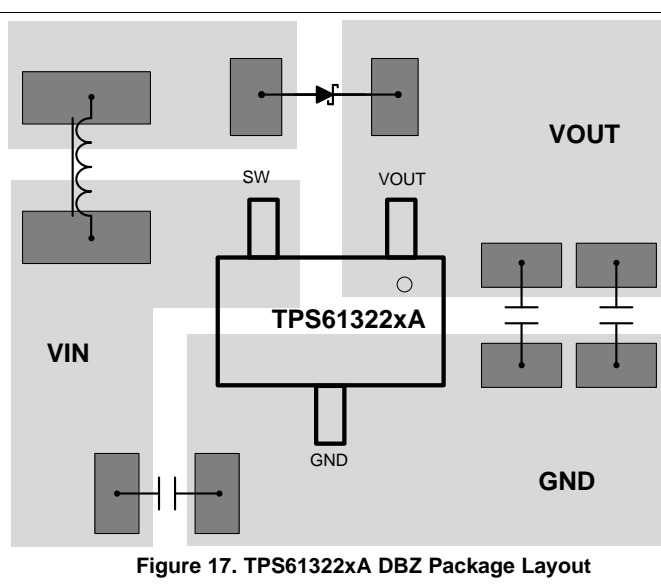 VOUT
SW
VOUT
TPS61322xA
VIN
GND
GND
Figure 17. TPS61322xA DBZ Package Layout